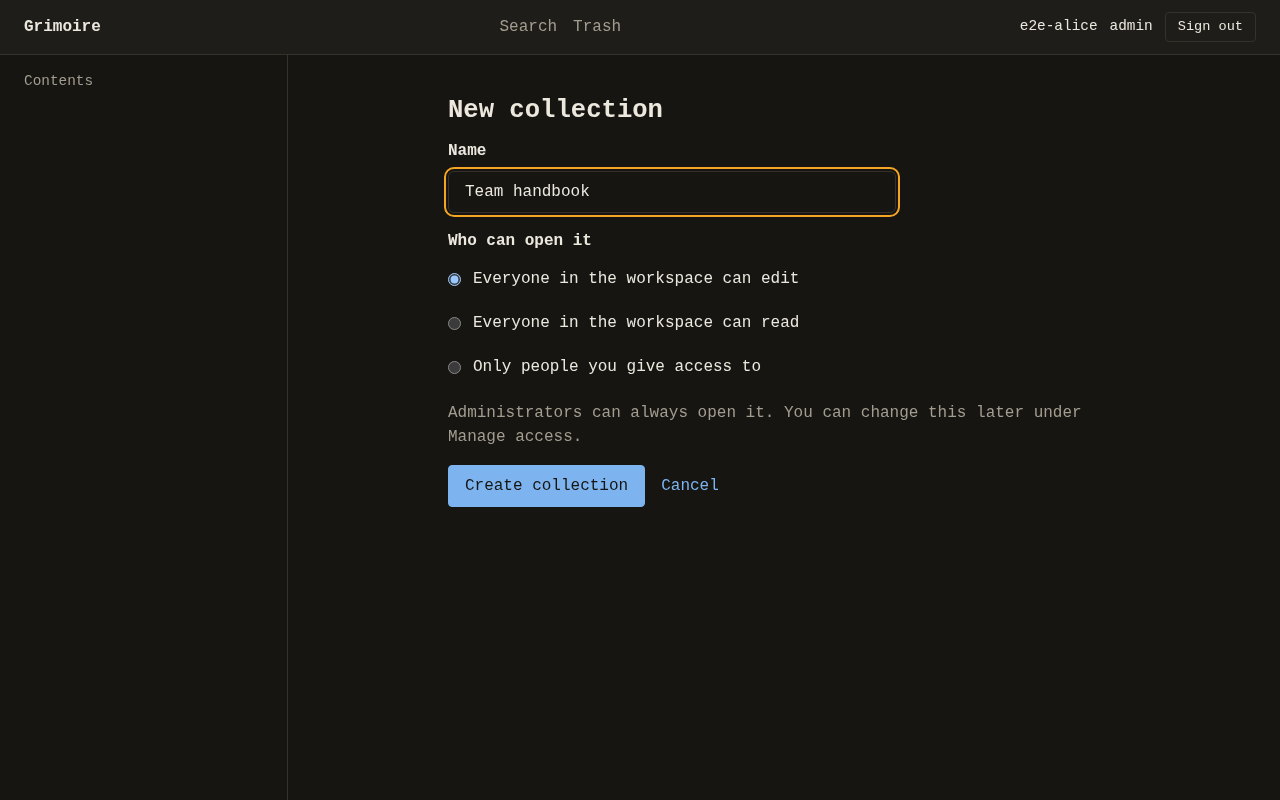 Grimoire
Search Trash
e2e-alice admin Sign out
Contents
New collection
Name
Team handbook
Who can open it
Everyone in the workspace can edit
Everyone in the workspace can read
Only people you give access to
Administrators can always open it. You can change this later under
Manage access.
Create collection Cancel